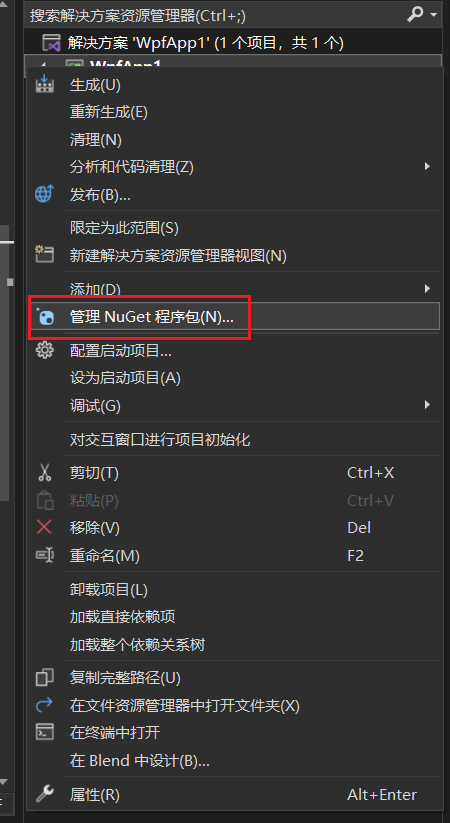 搜索解决方案资源管理器(Ctrl+;)
解决方案 'WpfApp1' (1 个项目，共 1 个)
WpfApp1
生成(U)
重新生成(E)
清理(N)
分析和代码清理(Z)
发布(B)...
限定为此范围(S)
新建解决方案资源管理器视图(N)
添加(D)
管理 NuGet 程序包(N)...
配置启动项目...
设为启动项目(A)
调试(G)
对交互窗口进行项目初始化
剪切(T) Ctrl+X
粘贴(P) Ctrl+V
移除(V) Del
重命名(M) F2
卸载项目(L)
加载直接依赖项
加载整个依赖关系树
复制完整路径(U)
在文件资源管理器中打开文件夹(X)
在终端中打开
在 Blend 中设计(B)...
属性(R) Alt+Enter